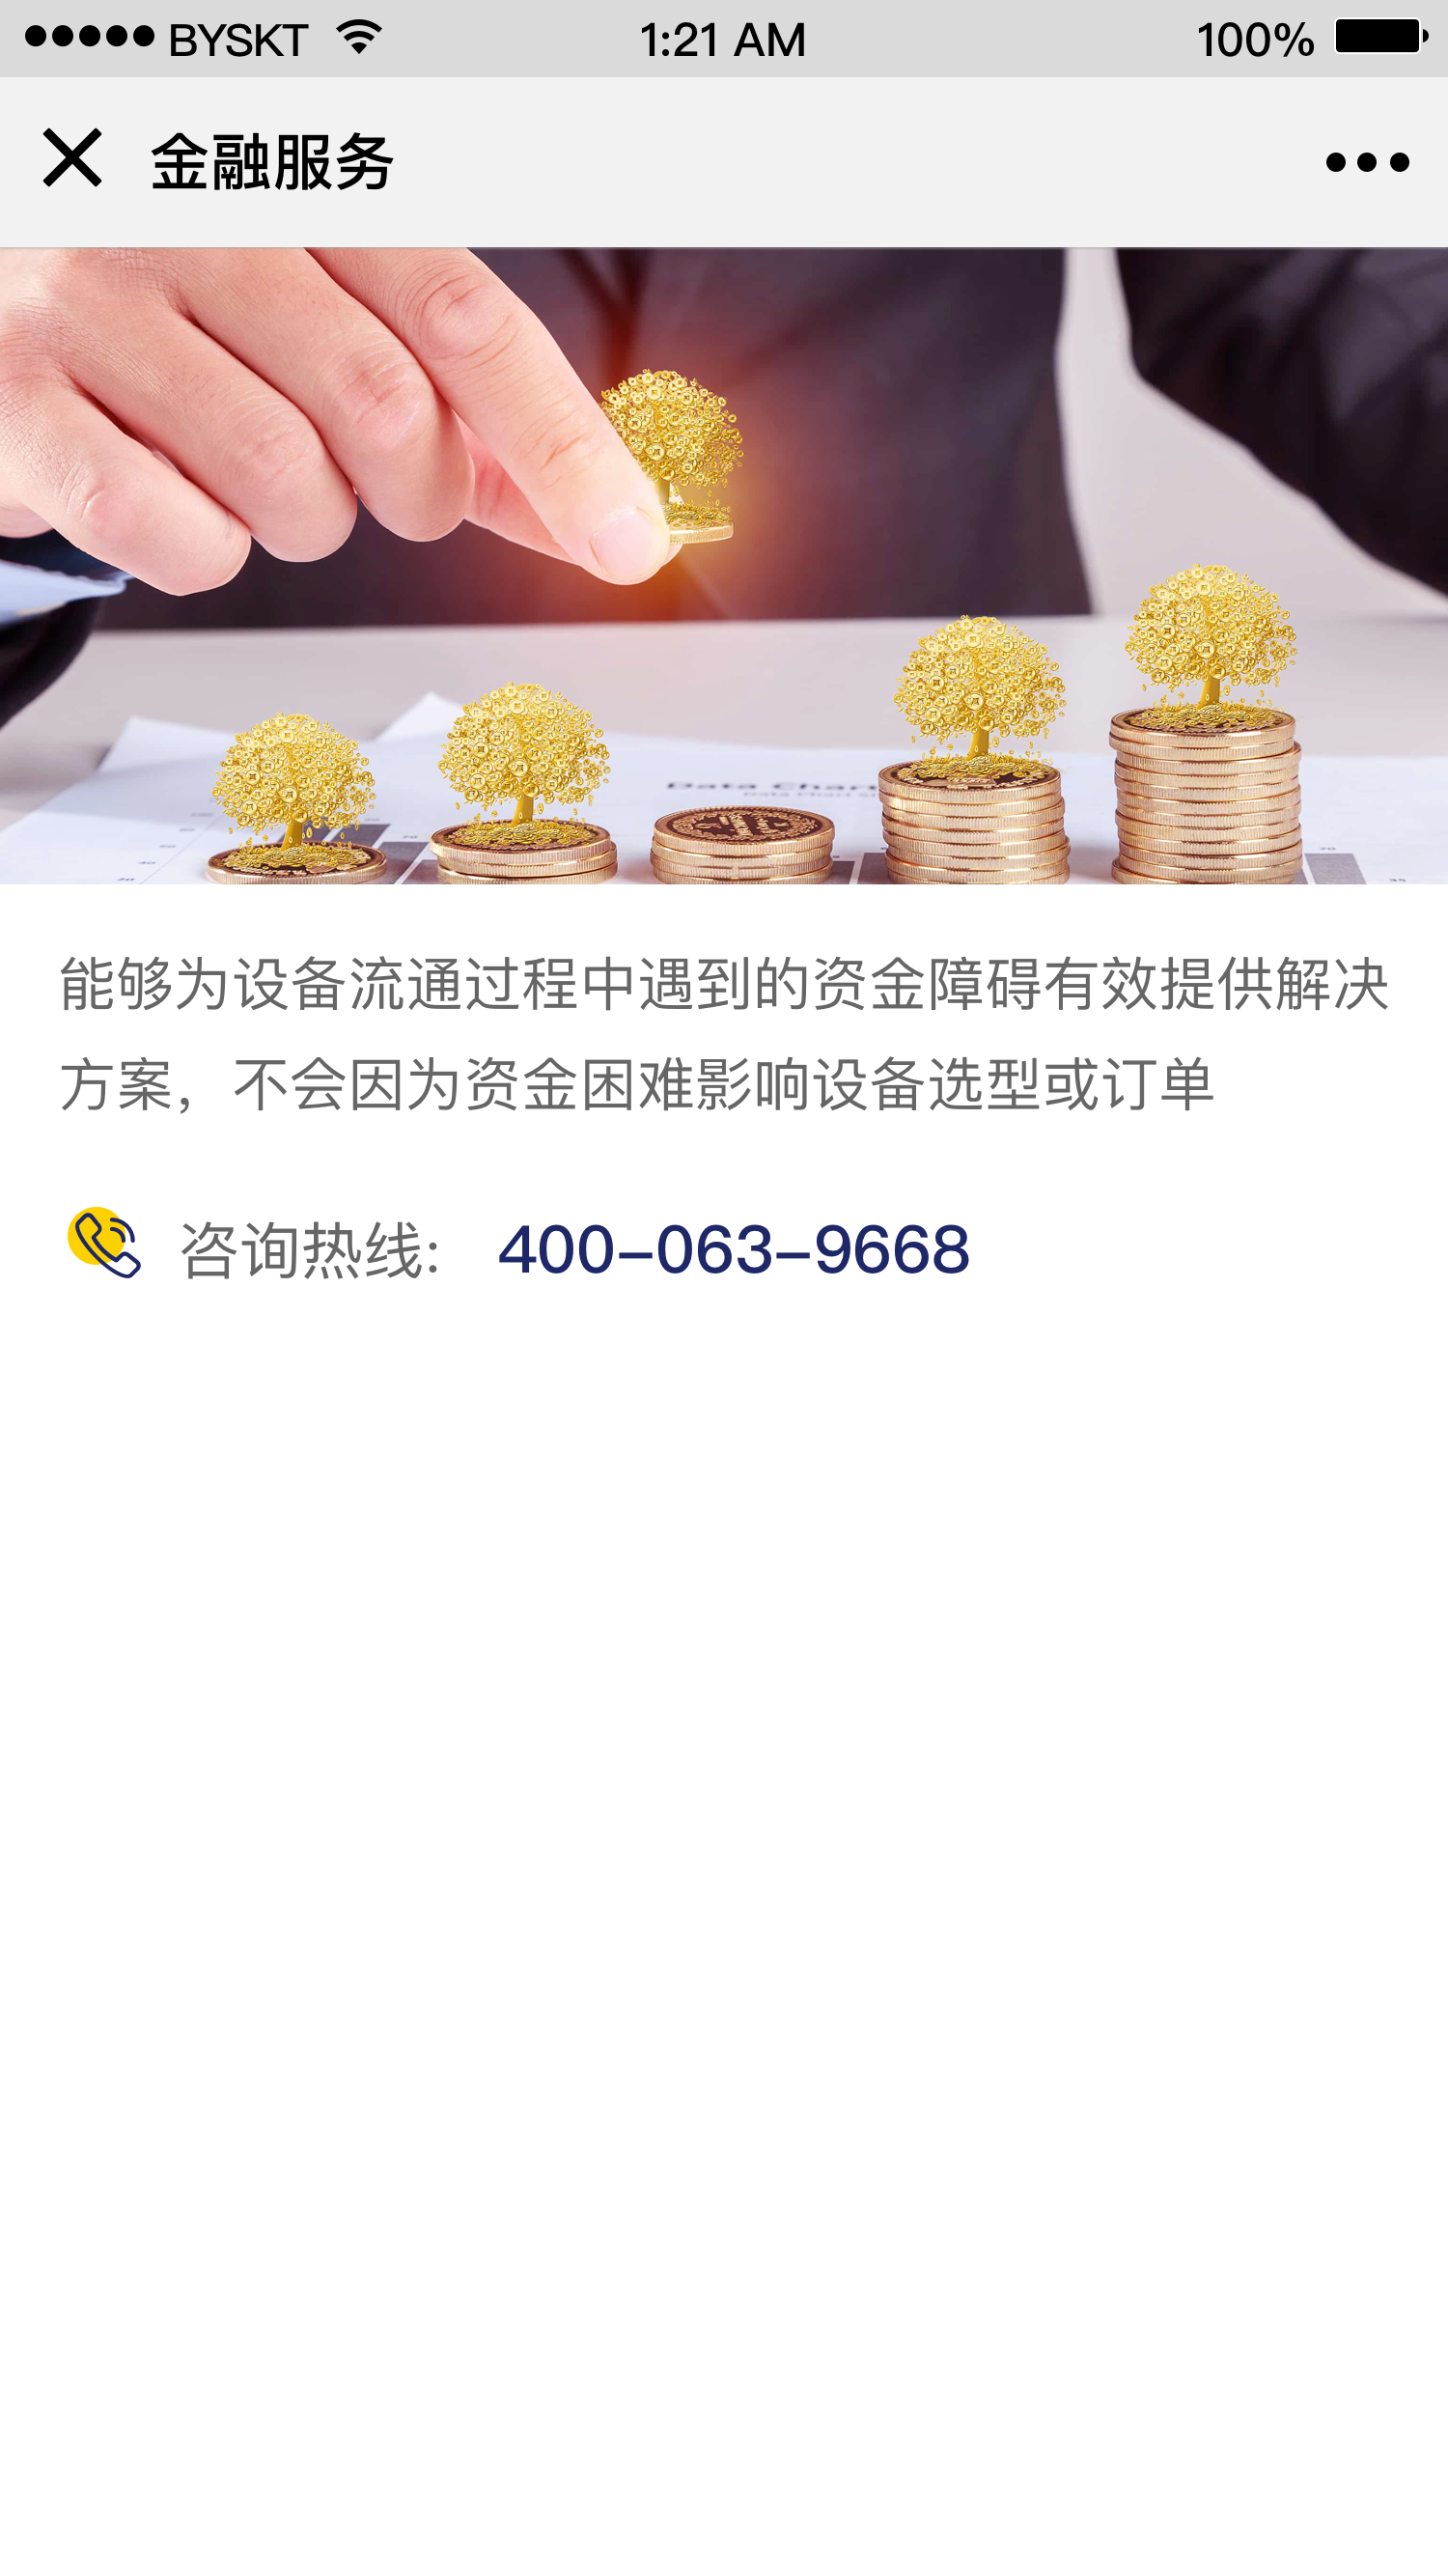 BYSKT 1:21 AM 100%
金融服务
Data Chart
能够为设备流通过程中遇到的资金障碍有效提供解决
方案，不会因为资金困难影响设备选型或订单
咨询热线: 400-063-9668